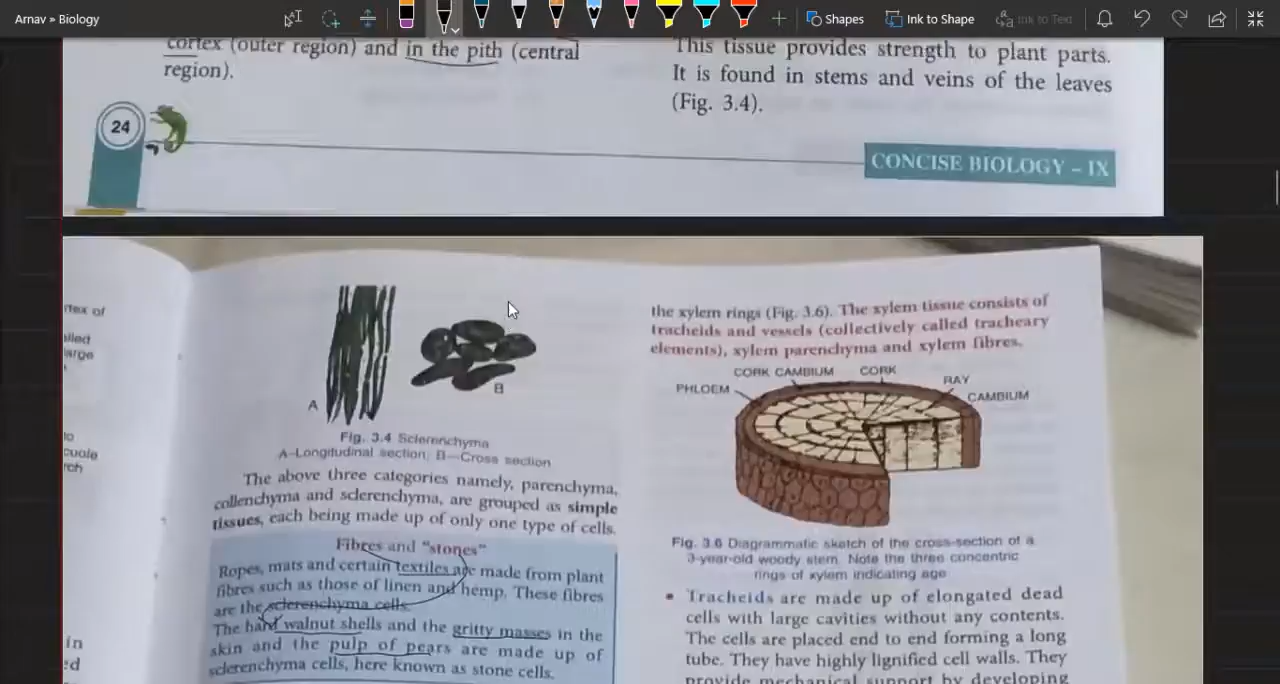 Arnav » Biology
Shapes
Ink to Shape
Ink to Text
cortex (outer region) and in the pith (central
region).
This tissue provides strength to plant parts.
It is found in stems and veins of the leaves
(Fig. 3.4).
24
CONCISE BIOLOGY – IX
A
B
Fig. 3.4 Sclerenchyma
A–Longitudinal section; B–Cross section
The above three categories namely, parenchyma,
collenchyma and sclerenchyma, are grouped as simple
tissues, each being made up of only one type of cells.
Fibres and "stones"
Ropes, mats and certain textiles are made from plant
fibres such as those of linen and hemp. These fibres
are the sclerenchyma cells.
The hard walnut shells and the gritty masses in the
skin and the pulp of pears are made up of
sclerenchyma cells, here known as stone cells.
the xylem rings (Fig. 3.6). The xylem tissue consists of
tracheids and vessels (collectively called tracheary
elements), xylem parenchyma and xylem fibres.
CORK CAMBIUM
CORK
RAY
PHLOEM
CAMBIUM
Fig. 3.6 Diagrammatic sketch of the cross-section of a
3-year-old woody stem. Note the three concentric
rings of xylem indicating age
• Tracheids are made up of elongated dead
cells with large cavities without any contents.
The cells are placed end to end forming a long
tube. They have highly lignified cell walls. They
provide mechanical support by developing